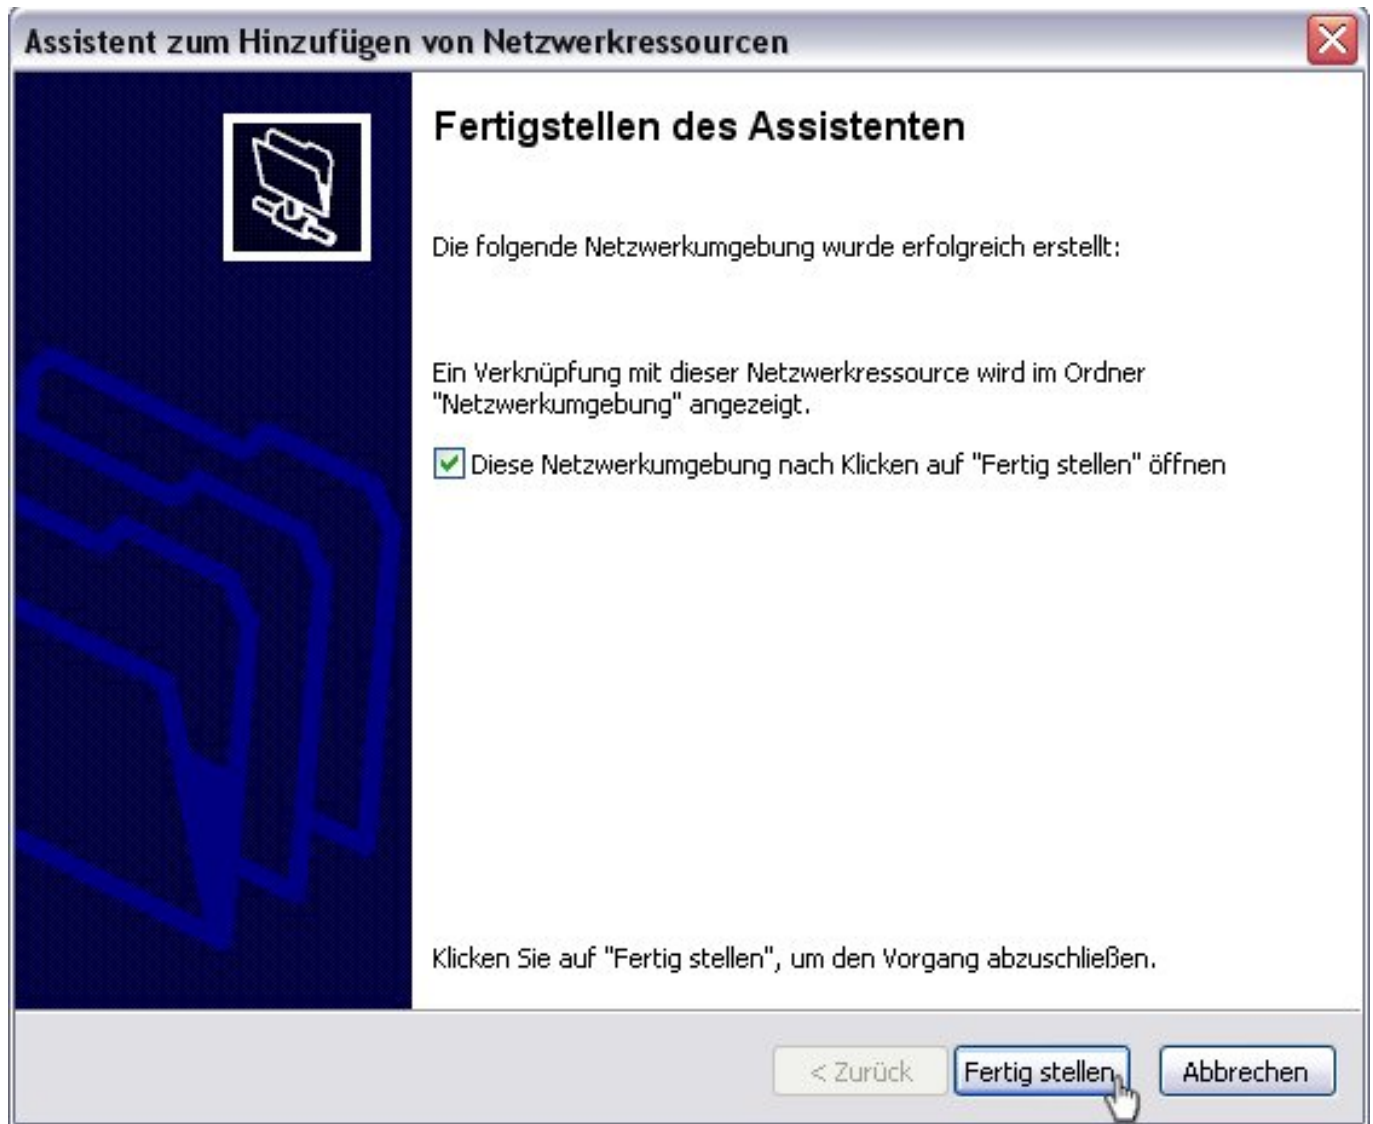 Assistent zum Hinzufügen von Netzwerkressourcen
Fertigstellen des Assistenten
Die folgende Netzwerkumgebung wurde erfolgreich erstellt:
Ein Verknüpfung mit dieser Netzwerkressource wird im Ordner
"Netzwerkumgebung" angezeigt.
Diese Netzwerkumgebung nach Klicken auf "Fertig stellen" öffnen
Klicken Sie auf "Fertig stellen", um den Vorgang abzuschließen.
< Zurück Fertig stellen Abbrechen